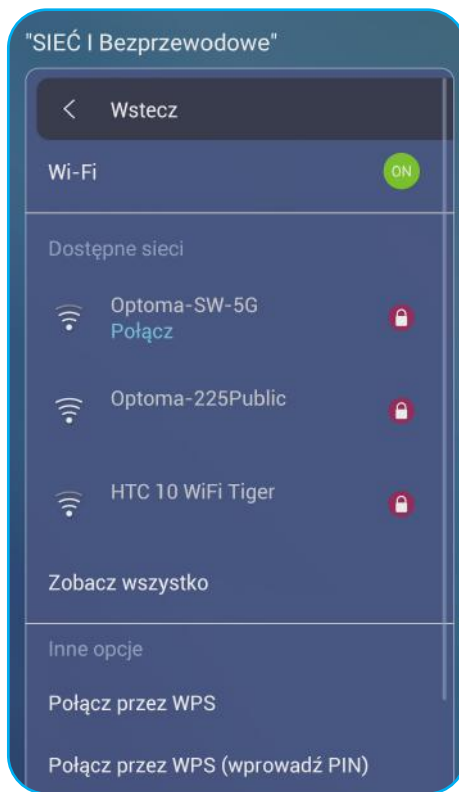 "SIEĆ I Bezprzewodowe"
Wstecz
Wi-Fi
ON
Dostępne sieci
Optoma-SW-5G
Połącz
Optoma-225Public
HTC 10 WiFi Tiger
Zobacz wszystko
Inne opcje
Połącz przez WPS
Połącz przez WPS (wprowadź PIN)